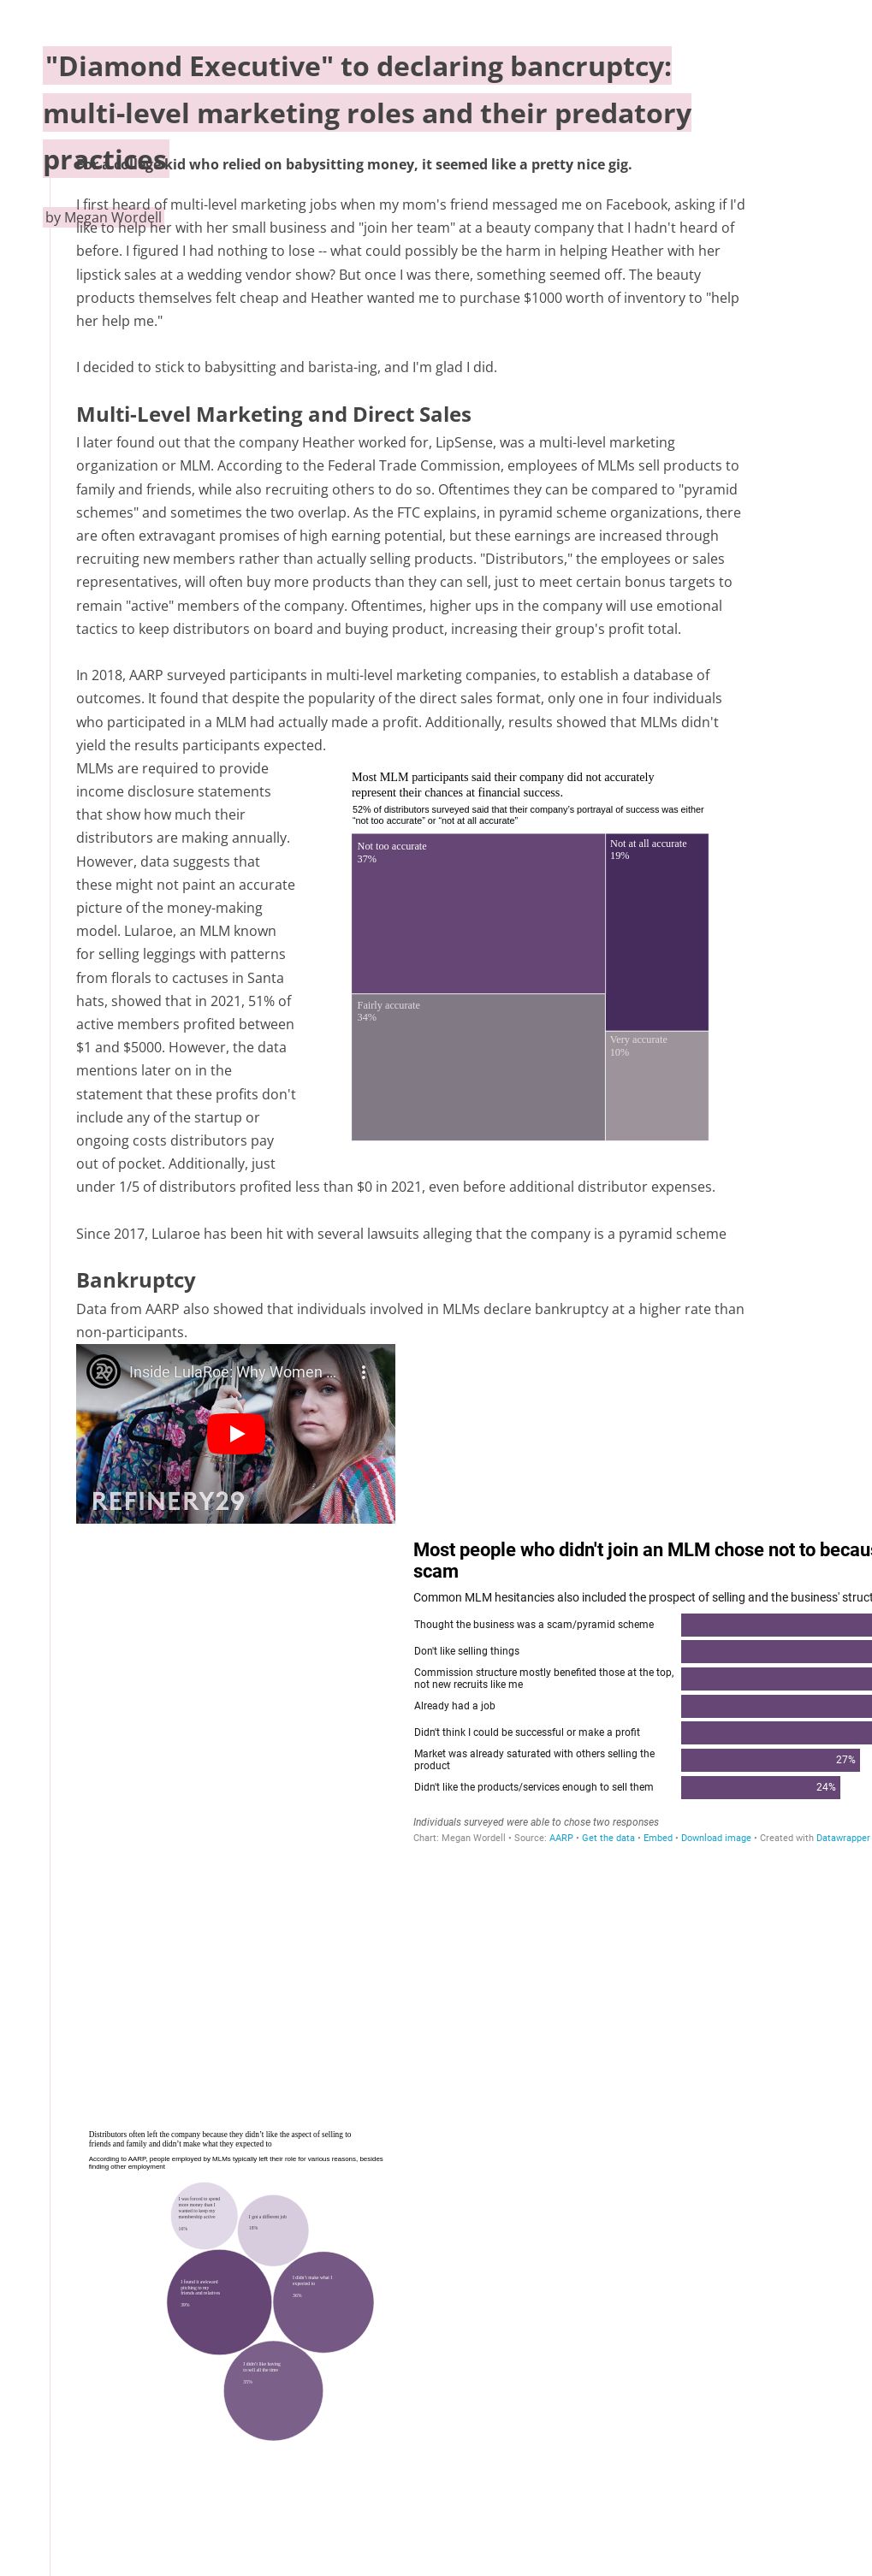 "Diamond Executive" to declaring bancruptcy:
multi-level marketing roles and their predatory
practices
For a college kid who relied on babysitting money, it seemed like a pretty nice gig.
by Megan Wordell
I first heard of multi-level marketing jobs when my mom's friend messaged me on Facebook, asking if I'd
like to help her with her small business and "join her team" at a beauty company that I hadn't heard of
before. I figured I had nothing to lose -- what could possibly be the harm in helping Heather with her
lipstick sales at a wedding vendor show? But once I was there, something seemed off. The beauty
products themselves felt cheap and Heather wanted me to purchase $1000 worth of inventory to "help
her help me."
I decided to stick to babysitting and barista-ing, and I'm glad I did.
Multi-Level Marketing and Direct Sales
I later found out that the company Heather worked for, LipSense, was a multi-level marketing
organization or MLM. According to the Federal Trade Commission, employees of MLMs sell products to
family and friends, while also recruiting others to do so. Oftentimes they can be compared to "pyramid
schemes" and sometimes the two overlap. As the FTC explains, in pyramid scheme organizations, there
are often extravagant promises of high earning potential, but these earnings are increased through
recruiting new members rather than actually selling products. "Distributors," the employees or sales
representatives, will often buy more products than they can sell, just to meet certain bonus targets to
remain "active" members of the company. Oftentimes, higher ups in the company will use emotional
tactics to keep distributors on board and buying product, increasing their group's profit total.
In 2018, AARP surveyed participants in multi-level marketing companies, to establish a database of
outcomes. It found that despite the popularity of the direct sales format, only one in four individuals
who participated in a MLM had actually made a profit. Additionally, results showed that MLMs didn't
yield the results participants expected.
MLMs are required to provide
income disclosure statements
that show how much their
distributors are making annually.
However, data suggests that
these might not paint an accurate
picture of the money-making
model. Lularoe, an MLM known
for selling leggings with patterns
from florals to cactuses in Santa
hats, showed that in 2021, 51% of
active members profited between
$1 and $5000. However, the data
mentions later on in the
statement that these profits don't
include any of the startup or
ongoing costs distributors pay
out of pocket. Additionally, just
under 1/5 of distributors profited less than $0 in 2021, even before additional distributor expenses.
Most MLM participants said their company did not accurately
represent their chances at financial success.
52% of distributors surveyed said that their company's portrayal of success was either
“not too accurate” or “not at all accurate”
Not too accurate
37%
Not at all accurate
19%
Fairly accurate
34%
Very accurate
10%
Since 2017, Lularoe has been hit with several lawsuits alleging that the company is a pyramid scheme
Bankruptcy
Data from AARP also showed that individuals involved in MLMs declare bankruptcy at a higher rate than
non-participants.
29
Inside LulaRoe: Why Women ...
REFINERY29
Most people who didn't join an MLM chose not to becaus
scam
Common MLM hesitancies also included the prospect of selling and the business' struct
Thought the business was a scam/pyramid scheme
Don't like selling things
Commission structure mostly benefited those at the top,
not new recruits like me
Already had a job
Didn't think I could be successful or make a profit
Market was already saturated with others selling the
product
27%
Didn't like the products/services enough to sell them
24%
Individuals surveyed were able to chose two responses
Chart: Megan Wordell • Source: AARP • Get the data • Embed • Download image • Created with Datawrapper
Distributors often left the company because they didn’t like the aspect of selling to
friends and family and didn’t make what they expected to
According to AARP, people employed by MLMs typically left their role for various reasons, besides
finding other employment
I was forced to spend
more money than I
wanted to keep my
membership active
I got a different job
I found it awkward
pitching to my
friends and relatives
39%
I didn't make what I
expected to
36%
I didn't like having
to sell all the time
35%